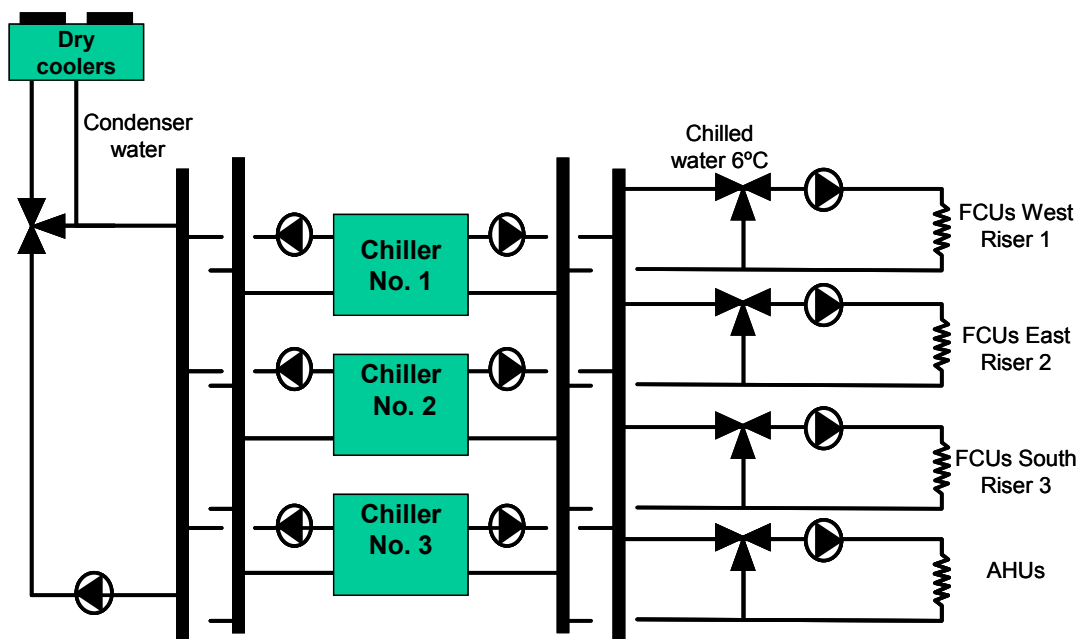 Dry
coolers
Condenser
water
Chilled
water 6ºC
Chiller
No. 1
FCUs West
Riser 1
Chiller
No. 2
FCUs East
Riser 2
FCUs South
Riser 3
Chiller
No. 3
AHUs